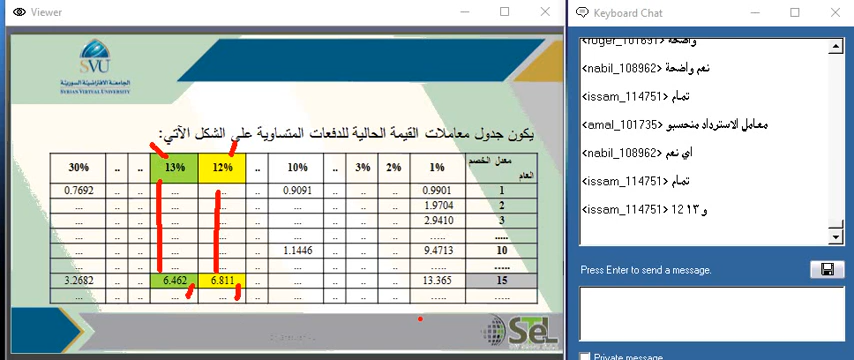 Viewer
SVU
الجامعة الافتراضية السورية
SYRIAN VIRTUAL UNIVERSITY
يكون جدول معاملات القيمة الحالية للدفعات المتساوية على الشكل الآتي:
30% .. .. 13% 12% .. 10% .. 3% 2% 1% معدل الخصم
العام
0.7692 .. .. ... .. .. 0.9091 .. .. .. 0.9901 1
... .. .. ... .. .. ... .. .. .. 1.9704 2
... .. .. ... .. .. ... .. .. .. 2.9410 3
... .. .. ... .. .. ... .. .. .. ..... .....
... .. .. ... .. .. 1.1446 .. .. .. 9.4713 10
... .. .. ... .. .. ... .. .. .. ..... .....
3.2682 .. .. 6.462 6.811 .. ... .. .. .. 13.365 15
... .. .. ... .. .. ... .. .. .. ..... .....
SeL
Keyboard Chat
<roger_101691> واضحة
<nabil_108962> نعم واضحة
<issam_114751> تمام
<amal_101735> معامل الاسترداد منحسبو
<nabil_108962> اي نعم
<issam_114751> تمام
<issam_114751> 12 و ١٣
Press Enter to send a message.
Private message